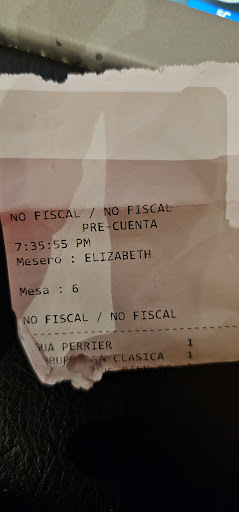 NO FISCAL / NO FISCAL
PRE-CUENTA
7:35:55 PM
Mesero : ELIZABETH
Mesa : 6
NO FISCAL / NO FISCAL
UA PERRIER 1
CLASICA 1